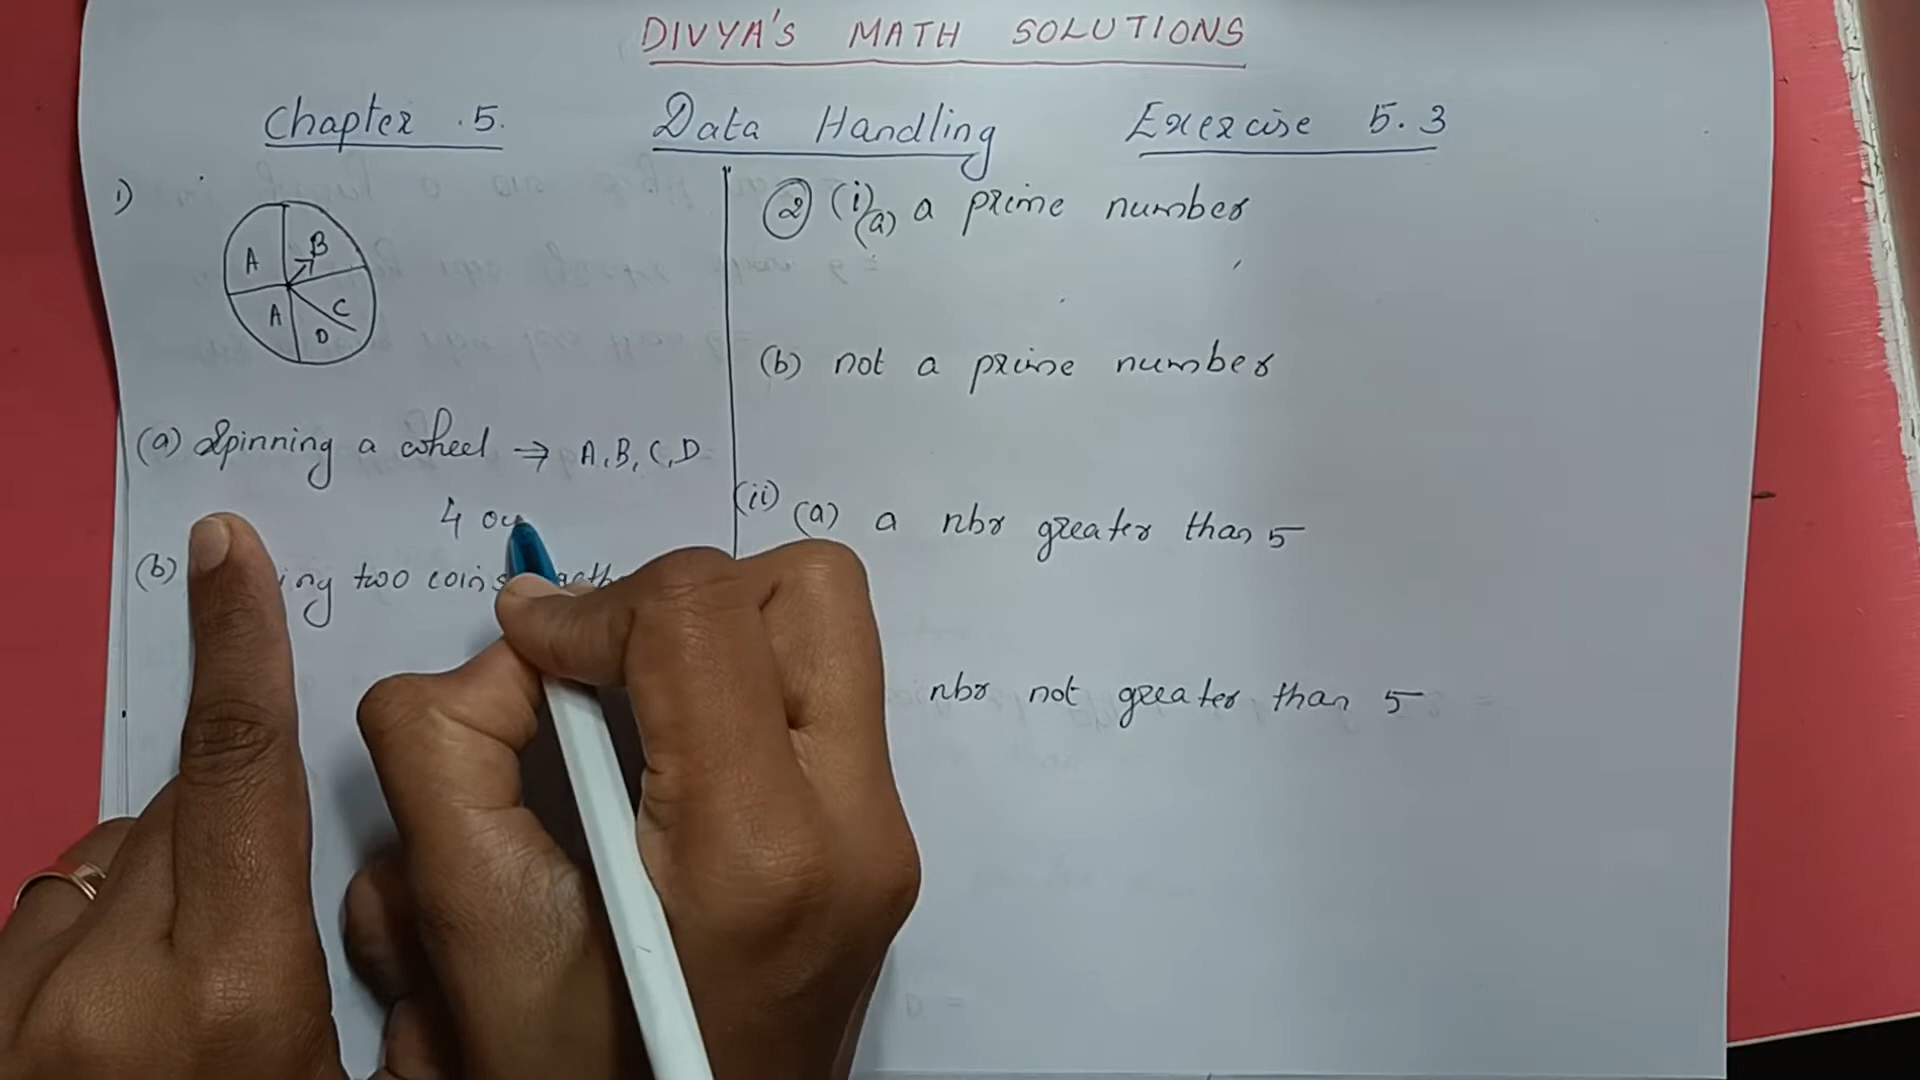 DIVYA'S MATH SOLUTIONS
Chapter .5. Data Handling Exercise 5.3
1)
A B
A C
D
(a) Spinning a wheel ⇒ A, B, C, D
4 ou
(b) ing two coins
② (i) (a) a prime number
(b) not a prime number
(ii) (a) a nbr greater than 5
nbr not greater than 5